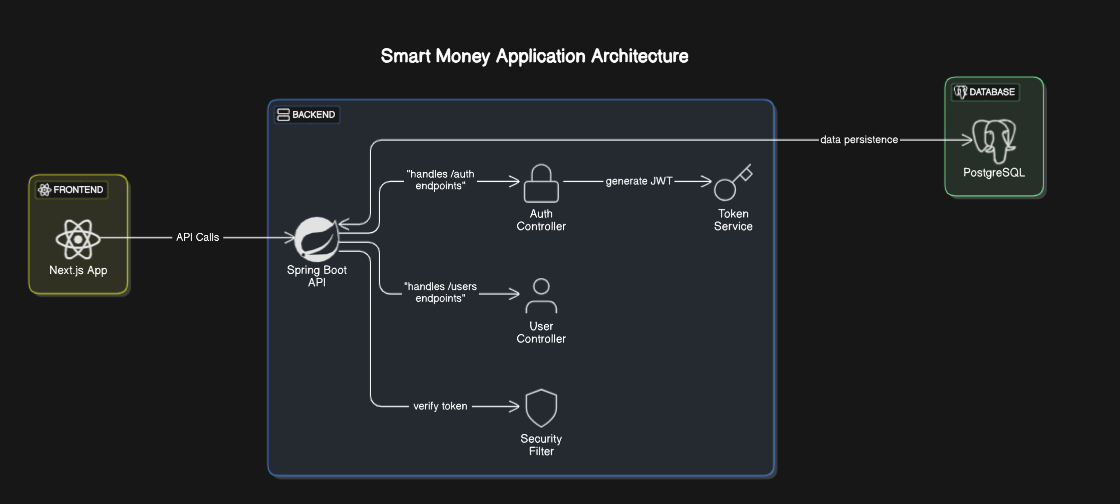 Smart Money Application Architecture
DATABASE
BACKEND
data persistence
PostgreSQL
"handles /auth
endpoints"
generate JWT
FRONTEND
Auth
Controller
Token
Service
API Calls
Next.js App
Spring Boot
API
"handles /users
endpoints"
User
Controller
verify token
Security
Filter